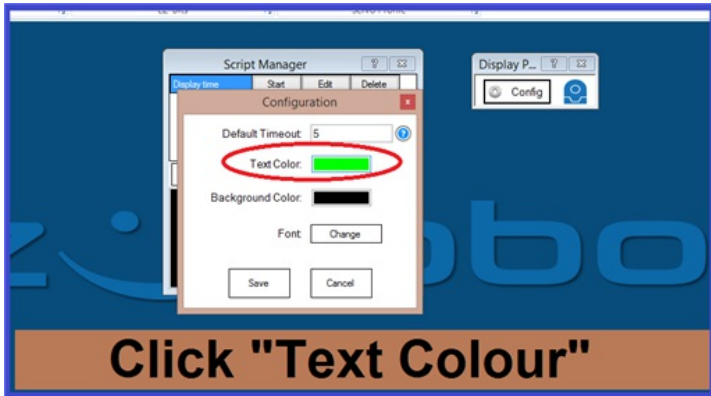 Script Manager
Display P...
Display time Start Edit Delete
Config
Configuration
Default Timeout: 5
Text Color:
Background Color:
Font: Change
Save Cancel
Click "Text Colour"